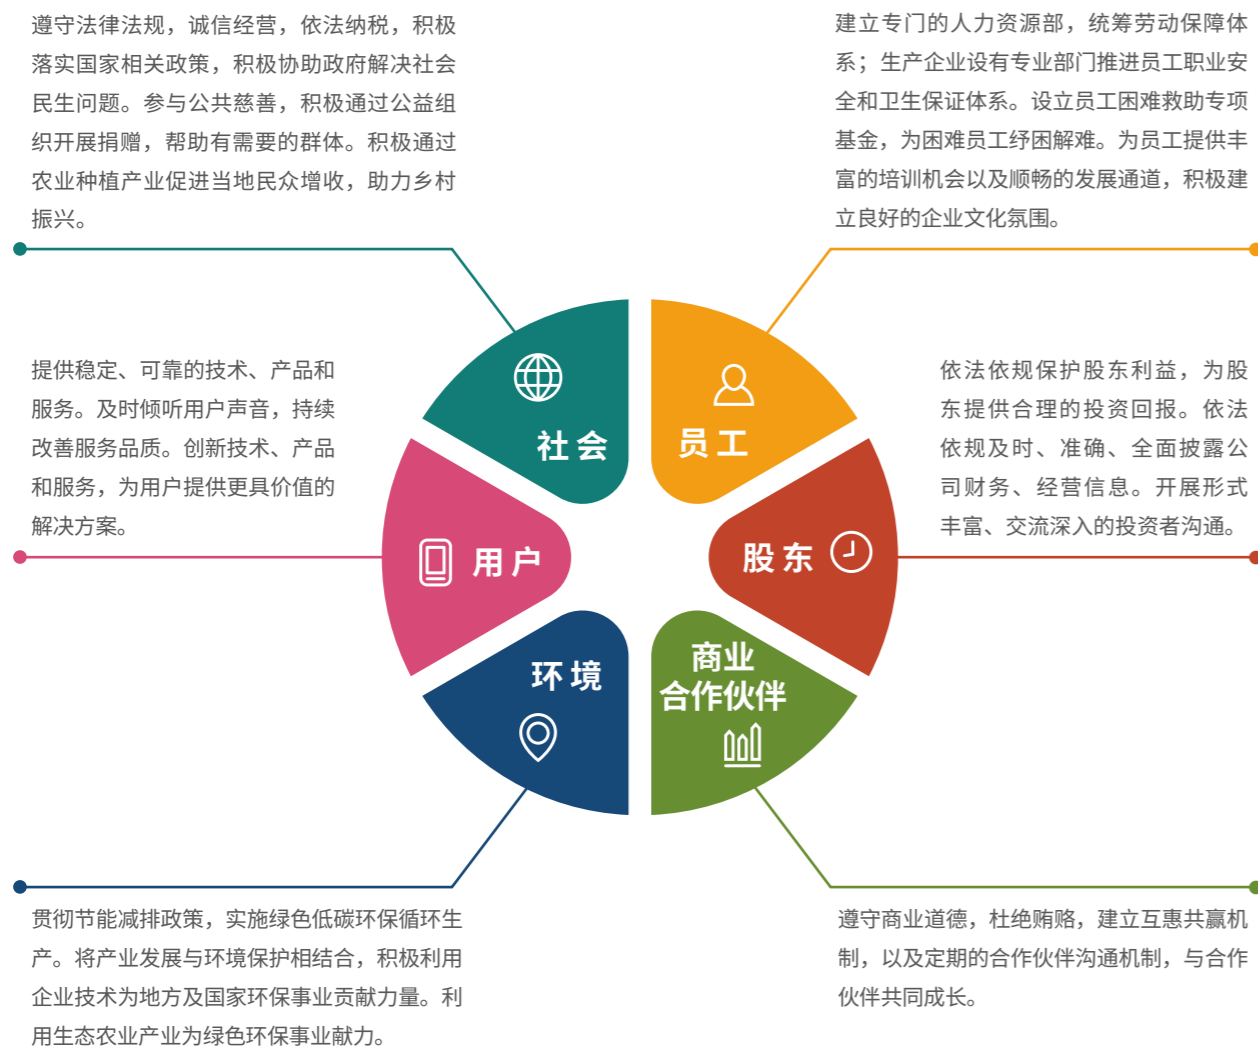 遵守法律法规，诚信经营，依法纳税，积极
落实国家相关政策，积极协助政府解决社会
民生问题。参与公共慈善，积极通过公益组
织开展捐赠，帮助有需要的群体。积极通过
农业种植产业促进当地民众增收，助力乡村
振兴。
建立专门的人力资源部，统筹劳动保障体
系；生产企业设有专业部门推进员工职业安
全和卫生保证体系。设立员工困难救助专项
基金，为困难员工纾困解难。为员工提供丰
富的培训机会以及顺畅的发展通道，积极建
立良好的企业文化氛围。
提供稳定、可靠的技术、产品和
服务。及时倾听用户声音，持续
改善服务品质。创新技术、产品
和服务，为用户提供更具价值的
解决方案。
依法依规保护股东利益，为股
东提供合理的投资回报。依法
依规及时、准确、全面披露公
司财务、经营信息。开展形式
丰富、交流深入的投资者沟通。
社会
员工
用户
股东
环境
商业
合作伙伴
贯彻节能减排政策，实施绿色低碳环保循环生
产。将产业发展与环境保护相结合，积极利用
企业技术为地方及国家环保事业贡献力量。利
用生态农业产业为绿色环保事业献力。
遵守商业道德，杜绝贿赂，建立互惠共赢机
制，以及定期的合作伙伴沟通机制，与合作
伙伴共同成长。